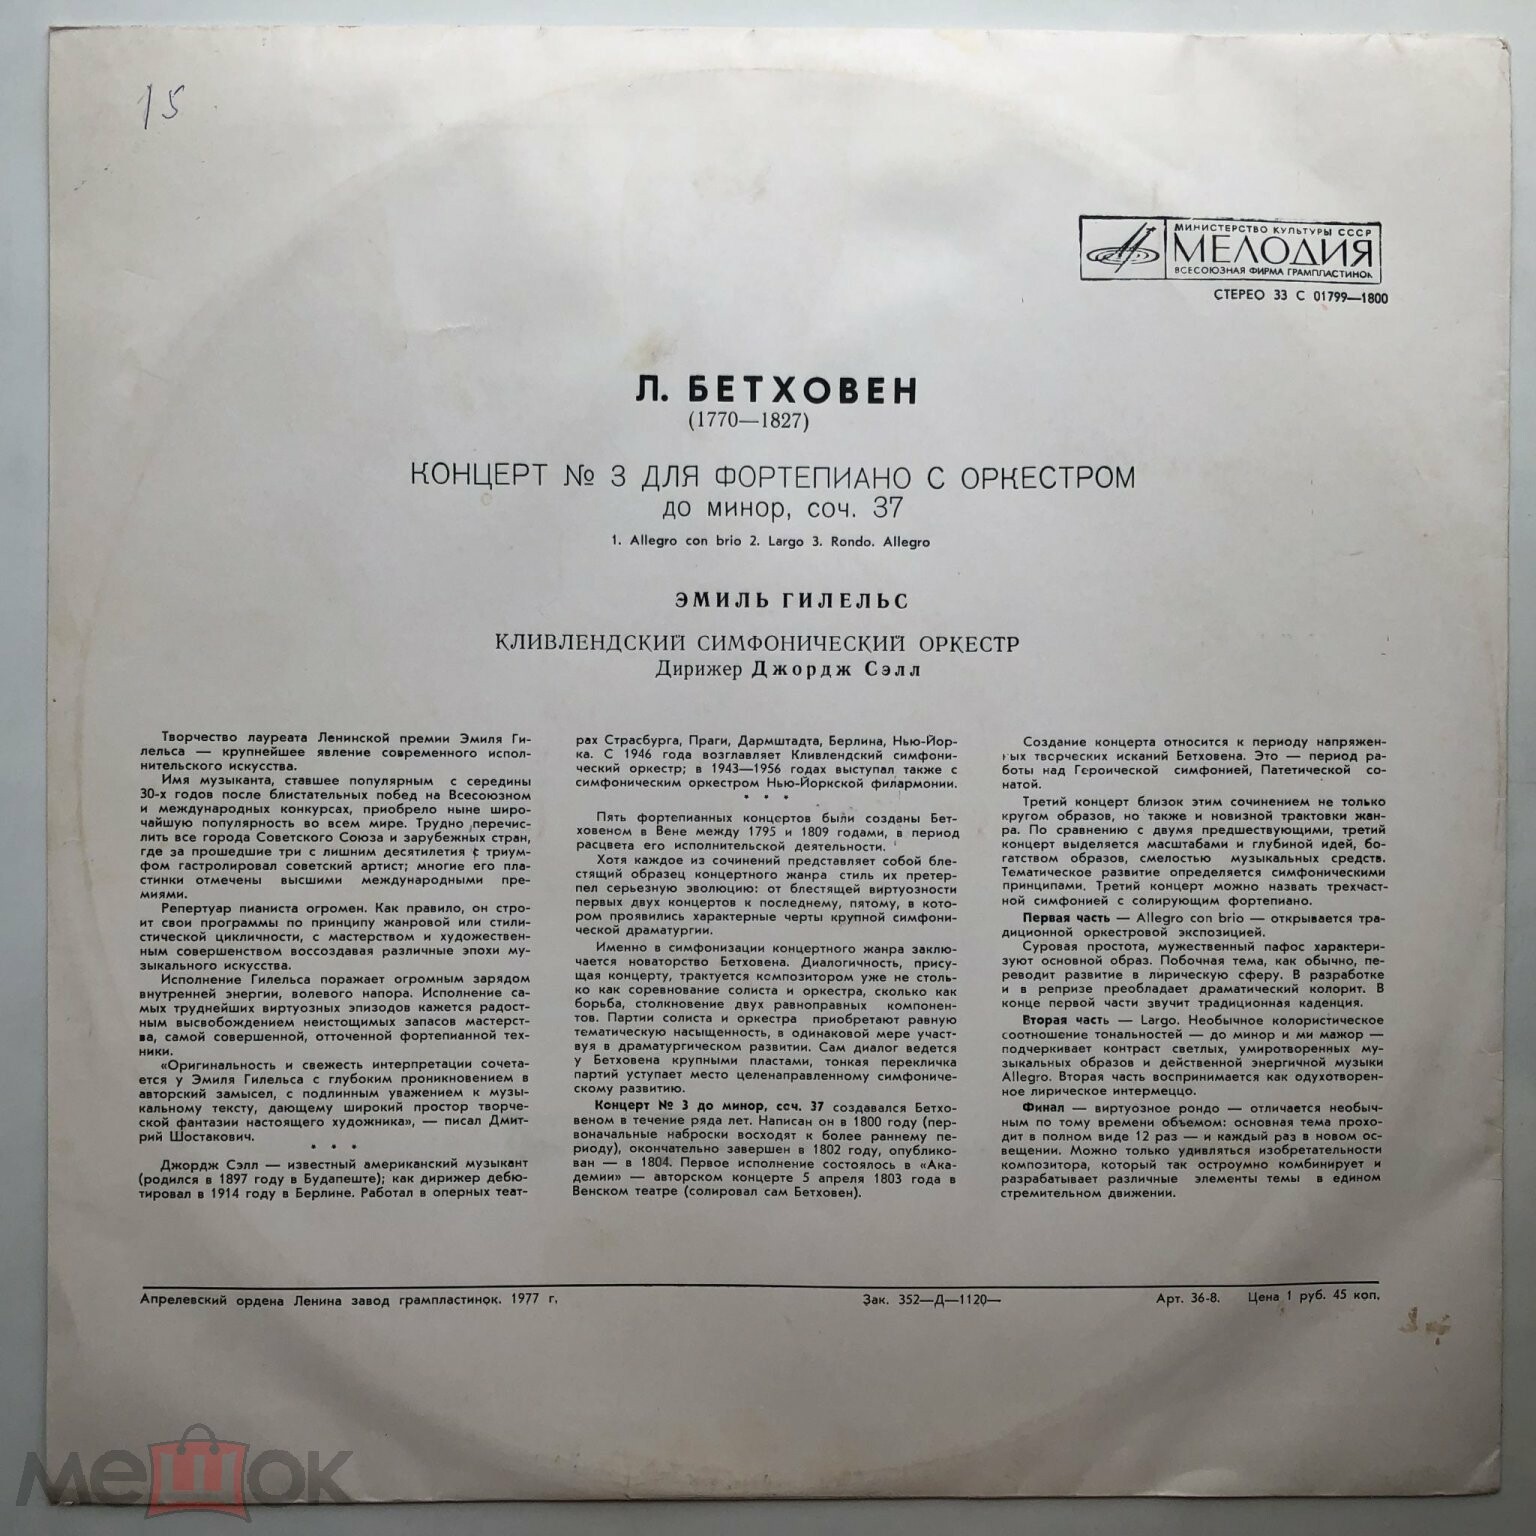 15
МИНИСТЕРСТВО КУЛЬТУРЫ СССР
МЕЛОДИЯ
ВСЕСОЮЗНАЯ ФИРМА ГРАМПЛАСТИНОК
СТЕРЕО 33 С 01799—1800
Л. БЕТХОВЕН
(1770—1827)
КОНЦЕРТ № 3 ДЛЯ ФОРТЕПИАНО С ОРКЕСТРОМ
ДО МИНОР, СОЧ. 37
1. Allegro con brio 2. Largo 3. Rondo. Allegro
ЭМИЛЬ ГИЛЕЛЬС
КЛИВЛЕНДСКИЙ СИМФОНИЧЕСКИЙ ОРКЕСТР
Дирижер Джордж Сэлл
Творчество лауреата Ленинской премии Эмиля Ги-
лельса — крупнейшее явление современного испол-
нительского искусства.
Имя музыканта, ставшее популярным с середины
30-х годов после блистательных побед на Всесоюзном
и международных конкурсах, приобрело ныне широ-
чайшую популярность во всем мире. Трудно перечис-
лить все города Советского Союза и зарубежных стран,
где за прошедшие три с лишним десятилетия с триум-
фом гастролировал советский артист; многие его пла-
стинки отмечены высшими международными пре-
миями.
Репертуар пианиста огромен. Как правило, он стро-
ит свои программы по принципу жанровой или стили-
стической цикличности, с мастерством и художествен-
ным совершенством воссоздавая различные эпохи му-
зыкального искусства.
Исполнение Гилельса поражает огромным зарядом
внутренней энергии, волевого напора. Исполнение са-
мых труднейших виртуозных эпизодов кажется радост-
ным высвобождением неистощимых запасов мастерст-
ва, самой совершенной, отточенной фортепианной тех-
ники.
«Оригинальность и свежесть интерпретации сочета-
ется у Эмиля Гилельса с глубоким проникновением в
авторский замысел, с подлинным уважением к музы-
кальному тексту, дающему широкий простор творче-
ской фантазии настоящего художника», — писал Дмит-
рий Шостакович.
* * *
Джордж Сэлл — известный американский музыкант
(родился в 1897 году в Будапеште); как дирижер дебю-
тировал в 1914 году в Берлине. Работал в оперных теат-
рах Страсбурга, Праги, Дармштадта, Берлина, Нью-Йор-
ка. С 1946 года возглавляет Кливлендский симфони-
ческий оркестр; в 1943—1956 годах выступал также с
симфоническим оркестром Нью-Йоркской филармонии.
* * *
Пять фортепианных концертов были созданы Бет-
ховеном в Вене между 1795 и 1809 годами, в период
расцвета его исполнительской деятельности.
Хотя каждое из сочинений представляет собой бле-
стящий образец концертного жанра стиль их претер-
пел серьезную эволюцию: от блестящей виртуозности
первых двух концертов к последнему, пятому, в кото-
ром проявились характерные черты крупной симфони-
ческой драматургии.
Именно в симфонизации концертного жанра заклю-
чается новаторство Бетховена. Диалогичность, прису-
щая концерту, трактуется композитором уже не столь-
ко как соревнование солиста и оркестра, сколько как
борьба, столкновение двух равноправных компонен-
тов. Партии солиста и оркестра приобретают равную
тематическую насыщенность, в одинаковой мере участ-
вуя в драматургическом развитии. Сам диалог ведется
у Бетховена крупными пластами, тонкая перекличка
партий уступает место целенаправленному симфониче-
скому развитию.
Концерт № 3 до минор, соч. 37 создавался Бетхо-
веном в течение ряда лет. Написан он в 1800 году (пер-
воначальные наброски восходят к более раннему пе-
риоду), окончательно завершен в 1802 году, опублико-
ван — в 1804. Первое исполнение состоялось в «Ака-
демии» — авторском концерте 5 апреля 1803 года в
Венском театре (солировал сам Бетховен).
Создание концерта относится к периоду напряжен-
ных творческих исканий Бетховена. Это — период ра-
боты над Героической симфонией, Патетической со-
натой.
Третий концерт близок этим сочинением не только
кругом образов, но также и новизной трактовки жан-
ра. По сравнению с двумя предшествующими, третий
концерт выделяется масштабами и глубиной идей, бо-
гатством образов, смелостью музыкальных средств.
Тематическое развитие определяется симфоническими
принципами. Третий концерт можно назвать трехчаст-
ной симфонией с солирующим фортепиано.
Первая часть — Allegro con brio — открывается тра-
диционной оркестровой экспозицией.
Суровая простота, мужественный пафос характери-
зуют основной образ. Побочная тема, как обычно, пе-
реводит развитие в лирическую сферу. В разработке
и в репризе преобладает драматический колорит. В
конце первой части звучит традиционная каденция.
Вторая часть — Largo. Необычное колористическое
соотношение тональностей — до минор и ми мажор —
подчеркивает контраст светлых, умиротворенных му-
зыкальных образов и действенной энергичной музыки
Allegro. Вторая часть воспринимается как одухотворен-
ное лирическое интермеццо.
Финал — виртуозное рондо — отличается необыч-
ным по тому времени объемом: основная тема прохо-
дит в полном виде 12 раз — и каждый раз в новом ос-
вещении. Можно только удивляться изобретательности
композитора, который так остроумно комбинирует и
разрабатывает различные элементы темы в едином
стремительном движении.
Апрелевский ордена Ленина завод грампластинок. 1977 г.
Зак. 352—Д—1120—
Арт. 36-8. Цена 1 руб. 45 коп.
мешок